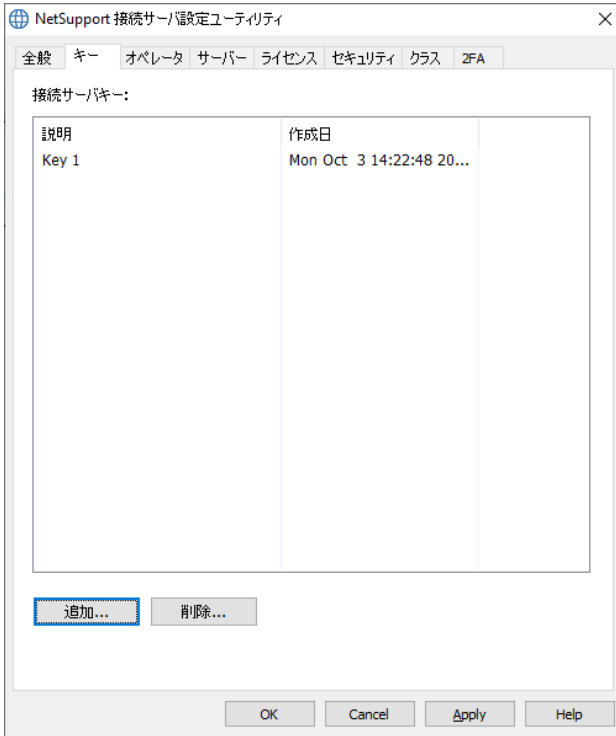 NetSupport 接続サーバ設定ユーティリティ
全般 キー オペレータ サーバー ライセンス セキュリティ クラス 2FA
接続サーバキー:
説明 作成日
Key 1 Mon Oct 3 14:22:48 20...
追加... 削除...
OK Cancel Apply Help